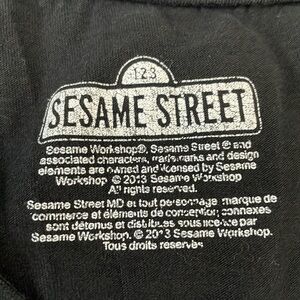 123
SESAME STREET
Sesame Workshop®, Sesame Street ® and
associated characters, trademarks and design
elements are owned and licensed by Sesame
Workshop. © 2013 Sesame Workshop.
All rights reserved.
Sesame Street MD et tout personnage, marque de
commerce et éléments de conception connexes
sont détenus et distribués sous licence par
Sesame Workshop. © 2013 Sesame Workshop.
Tous droits reservés